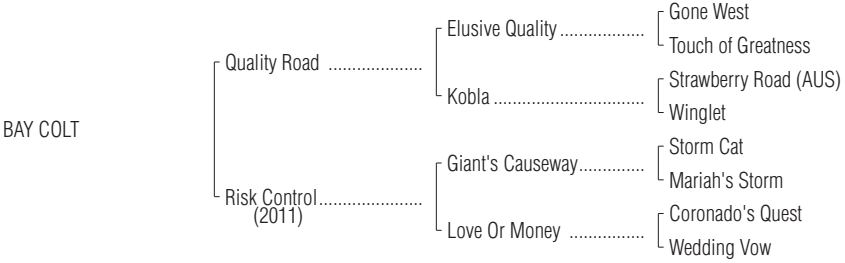 Gone West
Elusive Quality ..................
Touch of Greatness
Quality Road ....................
Strawberry Road (AUS)
Kobla ................................
Winglet
BAY COLT
Storm Cat
Giant's Causeway..............
Mariah's Storm
Risk Control......................
(2011)
Coronado's Quest
Love Or Money ................
Wedding Vow